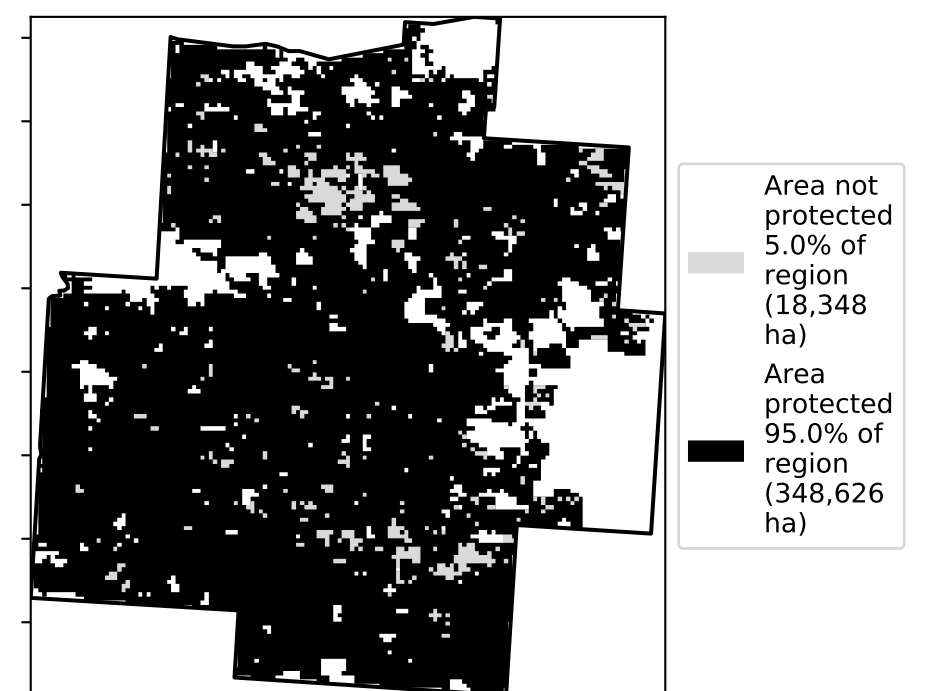 Area not
protected
5.0% of
region
(18,348
ha)
Area
protected
95.0% of
region
(348,626
ha)